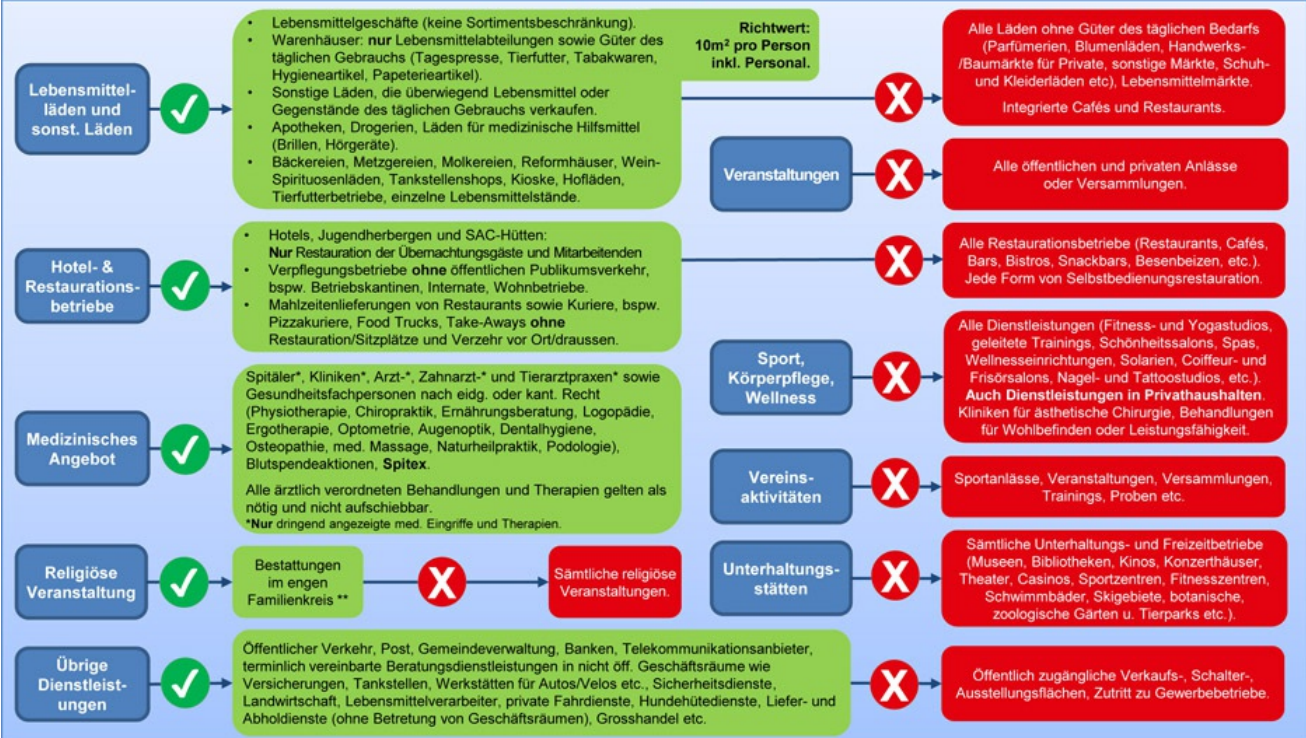 Lebensmittel-
läden und
sonst. Läden
• Lebensmittelgeschäfte (keine Sortimentsbeschränkung).
• Warenhäuser: nur Lebensmittelabteilungen sowie Güter des
täglichen Gebrauchs (Tagespresse, Tierfutter, Tabakwaren,
Hygieneartikel, Papeterieartikel).
• Sonstige Läden, die überwiegend Lebensmittel oder
Gegenstände des täglichen Gebrauchs verkaufen.
• Apotheken, Drogerien, Läden für medizinische Hilfsmittel
(Brillen, Hörgeräte).
• Bäckereien, Metzgereien, Molkereien, Reformhäuser, Wein-
Spirituosenläden, Tankstellenshops, Kioske, Hofläden,
Tierfutterbetriebe, einzelne Lebensmittelstände.
Richtwert:
10m² pro Person
inkl. Personal.
Alle Läden ohne Güter des täglichen Bedarfs
(Parfümerien, Blumenläden, Handwerks-
/Baumärkte für Private, sonstige Märkte, Schuh-
und Kleiderläden etc), Lebensmittelmärkte.
Integrierte Cafés und Restaurants.
Veranstaltungen
Alle öffentlichen und privaten Anlässe
oder Versammlungen.
Hotel- &
Restaurations-
betriebe
• Hotels, Jugendherbergen und SAC-Hütten:
Nur Restauration der Übernachtungsgäste und Mitarbeitenden
• Verpflegungsbetriebe ohne öffentlichen Publikumsverkehr,
bspw. Betriebskantinen, Internate, Wohnbetriebe.
• Mahlzeitenlieferungen von Restaurants sowie Kuriere, bspw.
Pizzakuriere, Food Trucks, Take-Aways ohne
Restauration/Sitzplätze und Verzehr vor Ort/draussen.
Alle Restaurationsbetriebe (Restaurants, Cafés,
Bars, Bistros, Snackbars, Besenbeizen, etc.).
Jede Form von Selbstbedienungsrestauration.
Sport,
Körperpflege,
Wellness
Alle Dienstleistungen (Fitness- und Yogastudios,
geleitete Trainings, Schönheitssalons, Spas,
Wellnesseinrichtungen, Solarien, Coiffeur- und
Frisörsalons, Nagel- und Tattoostudios, etc.).
Auch Dienstleistungen in Privathaushalten.
Kliniken für ästhetische Chirurgie, Behandlungen
für Wohlbefinden oder Leistungsfähigkeit.
Medizinisches
Angebot
Spitäler*, Kliniken*, Arzt-*, Zahnarzt-* und Tierarztpraxen* sowie
Gesundheitsfachpersonen nach eidg. oder kant. Recht
(Physiotherapie, Chiropraktik, Ernährungsberatung, Logopädie,
Ergotherapie, Optometrie, Augenoptik, Dentalhygiene,
Osteopathie, med. Massage, Naturheilpraktik, Podologie),
Blutspendeaktionen, Spitex.
Alle ärztlich verordneten Behandlungen und Therapien gelten als
nötig und nicht aufschiebbar.
*Nur dringend angezeigte med. Eingriffe und Therapien.
Vereins-
aktivitäten
Sportanlässe, Veranstaltungen, Versammlungen,
Trainings, Proben etc.
Religiöse
Veranstaltung
Bestattungen
im engen
Familienkreis **
Sämtliche religiöse
Veranstaltungen.
Unterhaltungs-
stätten
Sämtliche Unterhaltungs- und Freizeitbetriebe
(Museen, Bibliotheken, Kinos, Konzerthäuser,
Theater, Casinos, Sportzentren, Fitnesszentren,
Schwimmbäder, Skigebiete, botanische,
zoologische Gärten u. Tierparks etc.).
Übrige
Dienstleist-
ungen
Öffentlicher Verkehr, Post, Gemeindeverwaltung, Banken, Telekommunikationsanbieter,
terminlich vereinbarte Beratungsdienstleistungen in nicht öff. Geschäftsräume wie
Versicherungen, Tankstellen, Werkstätten für Autos/Velos etc., Sicherheitsdienste,
Landwirtschaft, Lebensmittelverarbeiter, private Fahrdienste, Hundehütedienste, Liefer- und
Abholdienste (ohne Betretung von Geschäftsräumen), Grosshandel etc.
Öffentlich zugängliche Verkaufs-, Schalter-,
Ausstellungsflächen, Zutritt zu Gewerbebetriebe.